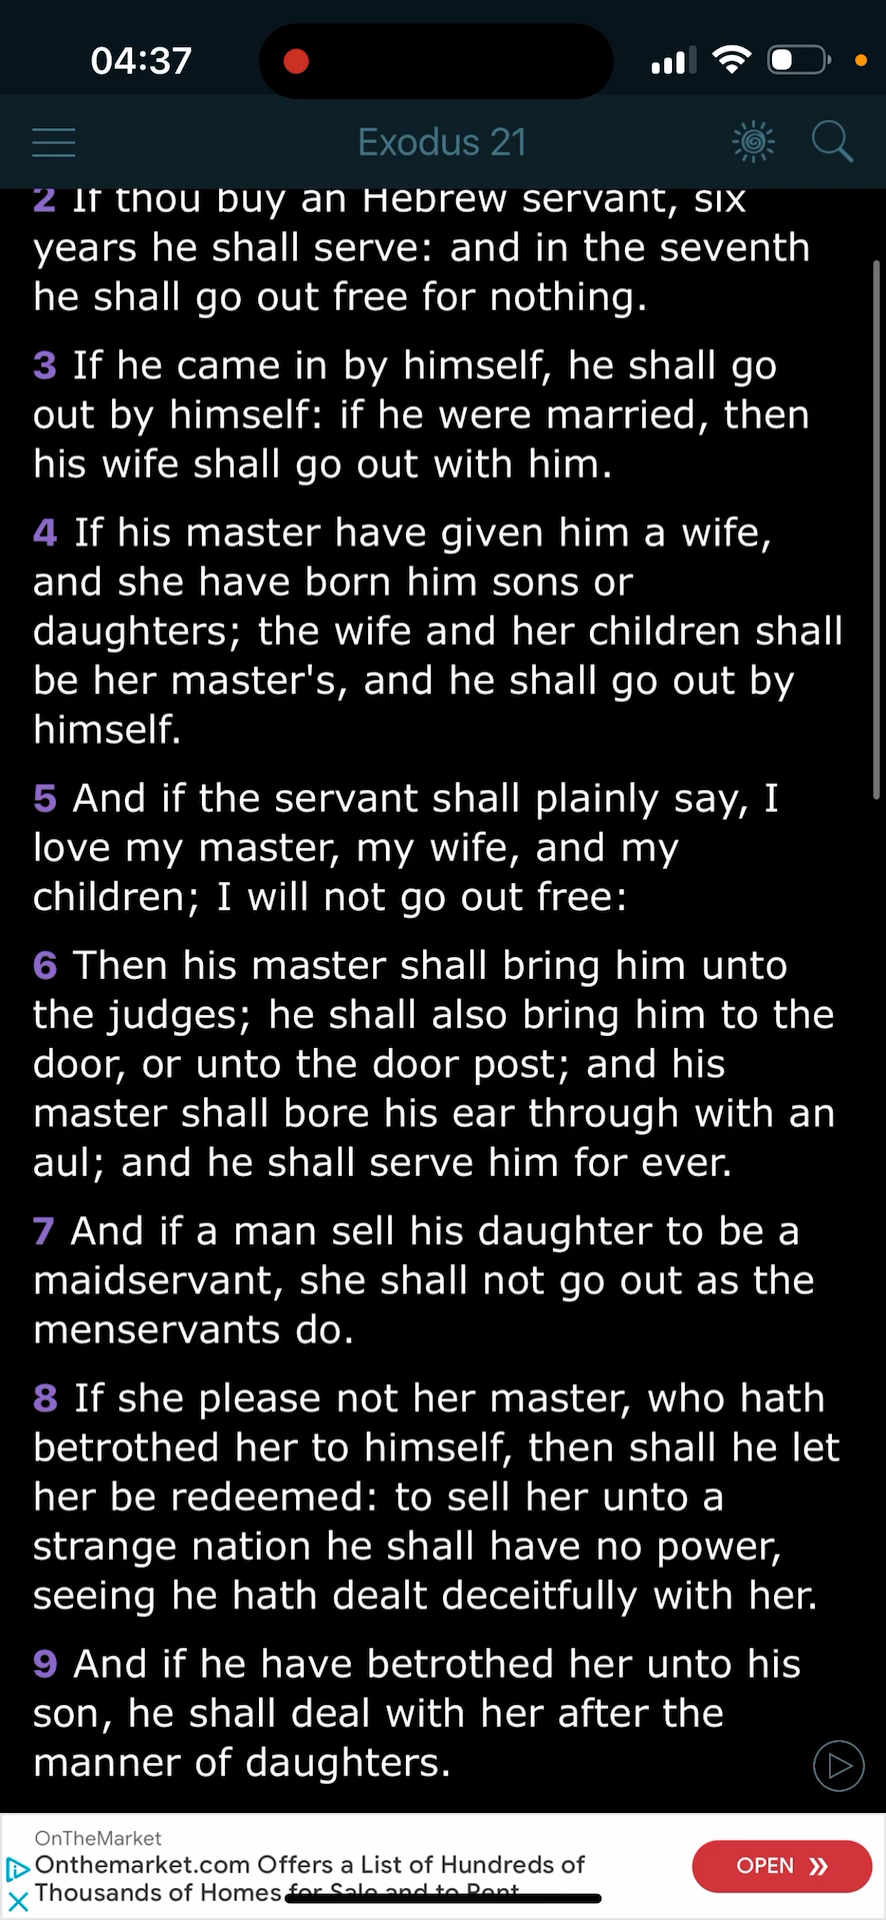 04:37
Exodus 21
2 If thou buy an Hebrew servant, six
years he shall serve: and in the seventh
he shall go out free for nothing.
3 If he came in by himself, he shall go
out by himself: if he were married, then
his wife shall go out with him.
4 If his master have given him a wife,
and she have born him sons or
daughters; the wife and her children shall
be her master's, and he shall go out by
himself.
5 And if the servant shall plainly say, I
love my master, my wife, and my
children; I will not go out free:
6 Then his master shall bring him unto
the judges; he shall also bring him to the
door, or unto the door post; and his
master shall bore his ear through with an
aul; and he shall serve him for ever.
7 And if a man sell his daughter to be a
maidservant, she shall not go out as the
menservants do.
8 If she please not her master, who hath
betrothed her to himself, then shall he let
her be redeemed: to sell her unto a
strange nation he shall have no power,
seeing he hath dealt deceitfully with her.
9 And if he have betrothed her unto his
son, he shall deal with her after the
manner of daughters.
OnTheMarket
Onthemarket.com Offers a List of Hundreds of
Thousands of Homes for Sale and to Rent
OPEN